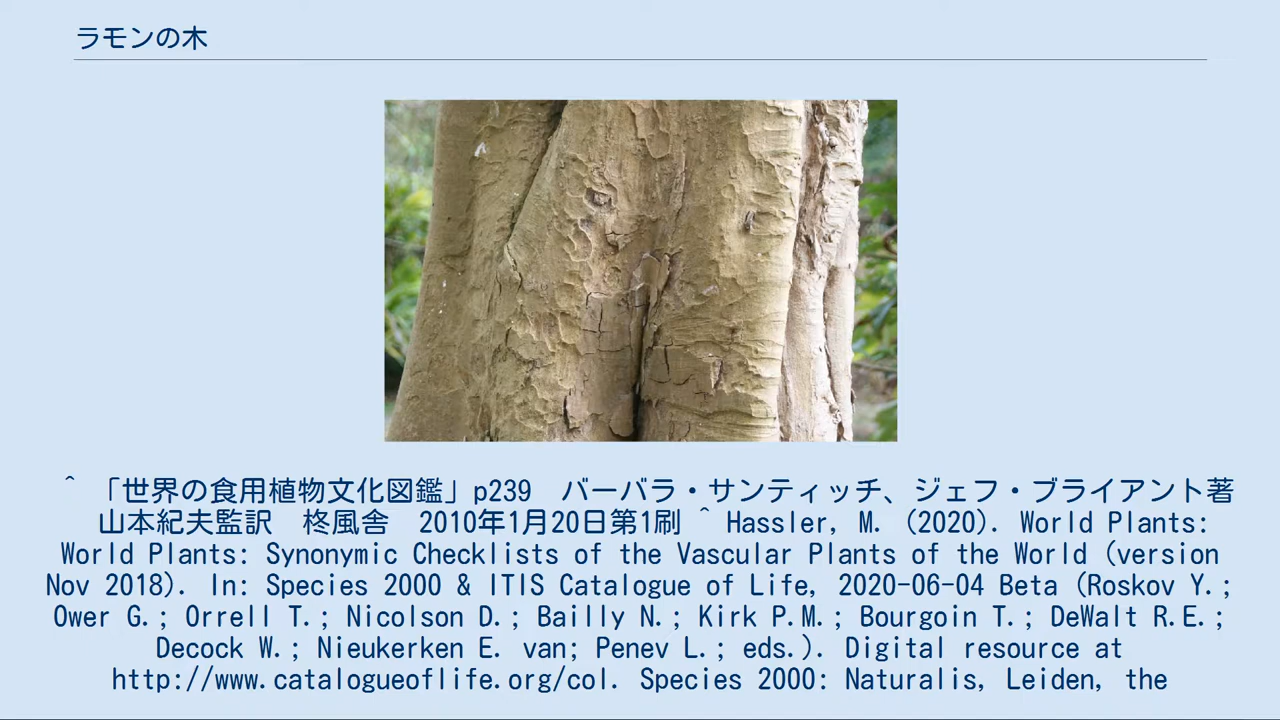 ラモンの木
^ 「世界の食用植物文化図鑑」p239　バーバラ・サンティッチ、ジェフ・ブライアント著
山本紀夫監訳　柊風舎　2010年1月20日第1刷 ^ Hassler, M. (2020). World Plants:
World Plants: Synonymic Checklists of the Vascular Plants of the World (version
Nov 2018). In: Species 2000 & ITIS Catalogue of Life, 2020-06-04 Beta (Roskov Y.;
Ower G.; Orrell T.; Nicolson D.; Bailly N.; Kirk P.M.; Bourgoin T.; DeWalt R.E.;
Decock W.; Nieukerken E. van; Penev L.; eds.). Digital resource at
http://www.catalogueoflife.org/col. Species 2000: Naturalis, Leiden, the